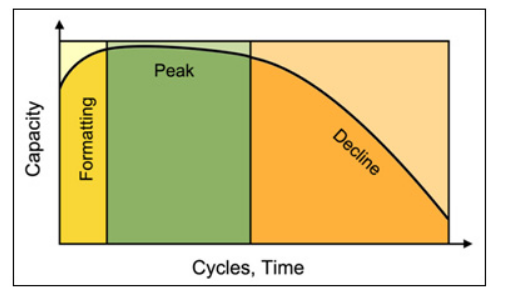 Capacity
Formatting
Peak
Decline
Cycles, Time